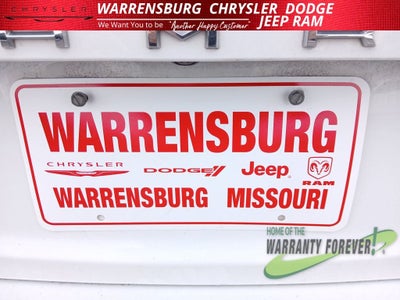 CHRYSLER
WARRENSBURG CHRYSLER DODGE
JEEP RAM
We Want You to be "Another Happy Customer"
WARRENSBURG
CHRYSLER
DODGE
Jeep
RAM
WARRENSBURG MISSOURI
HOME OF THE
WARRANTY FOREVER!